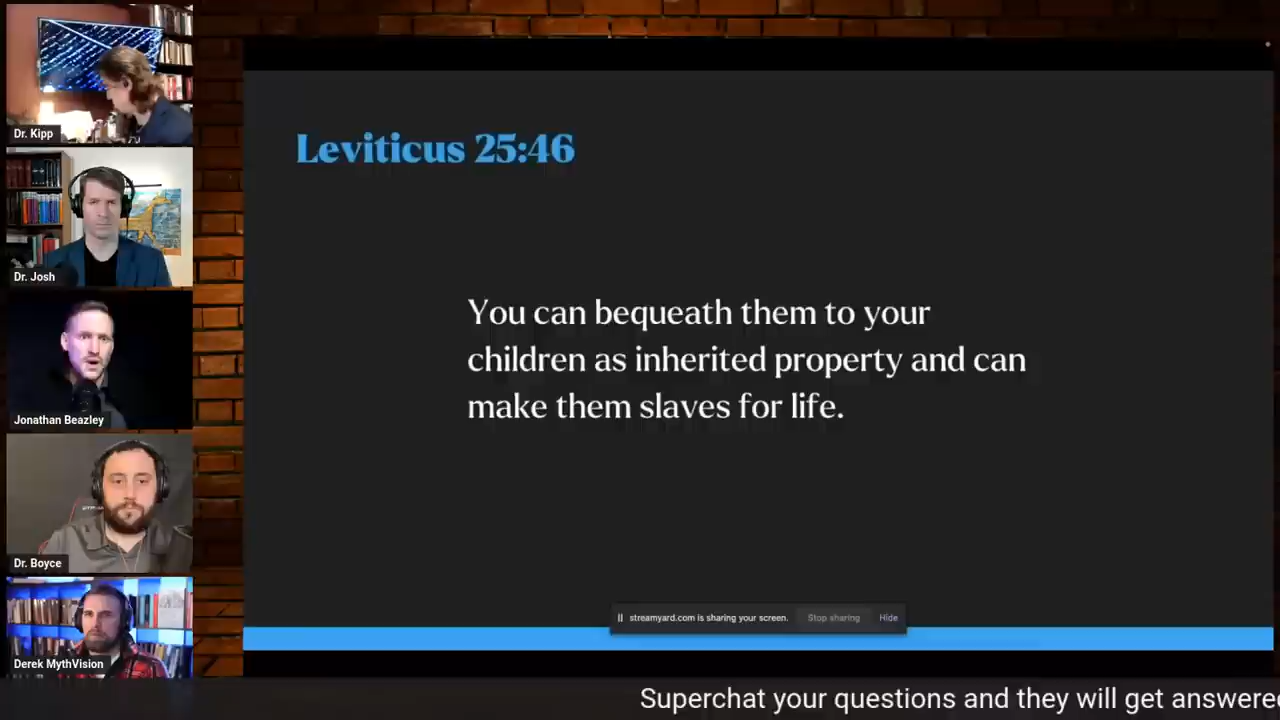 Dr. Kipp
Dr. Josh
Jonathan Beazley
Dr. Boyce
Derek MythVision
Leviticus 25:46
You can bequeath them to your
children as inherited property and can
make them slaves for life.
streamyard.com is sharing your screen. Stop sharing Hide
Superchat your questions and they will get answere